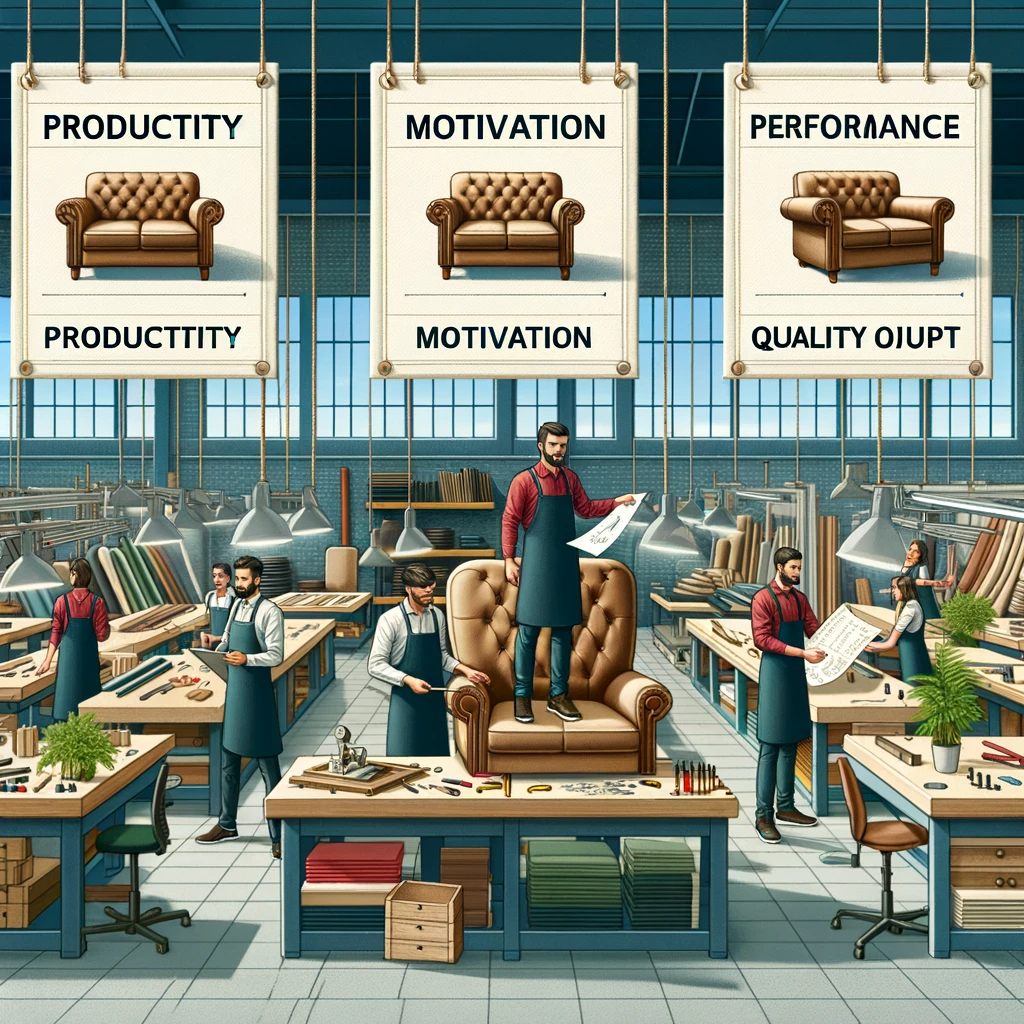 PRODUCTITY
PRODUCTTITY
MOTIVATION
MOTIVATION
PERFORMANCE
QUALITY OJUPT